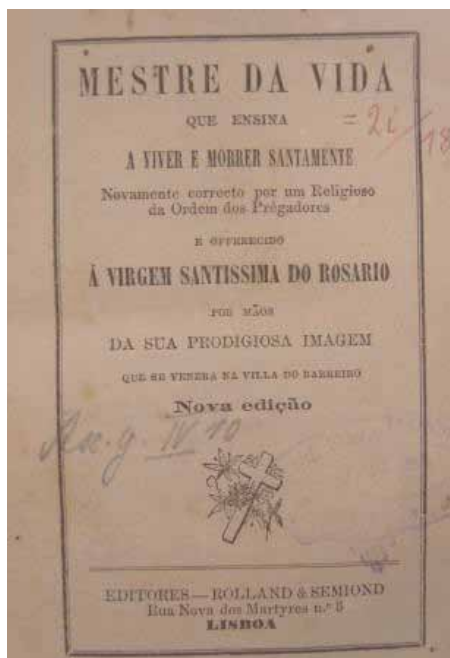 MESTRE DA VIDA
QUE ENSINA
A VIVER E MORRER SANTAMENTE
Novamente correcto por um Religioso
da Ordem dos Prégadores
E OFFERECIDO
Á VIRGEM SANTISSIMA DO ROSARIO
POR MÃOS
DA SUA PRODIGIOSA IMAGEM
QUE SE VENERA NA VILLA DO BARREIRO
Nova edição
EDITORES—ROLLAND & SEMIOND
Rua Nova dos Martyres n.º
LISBOA